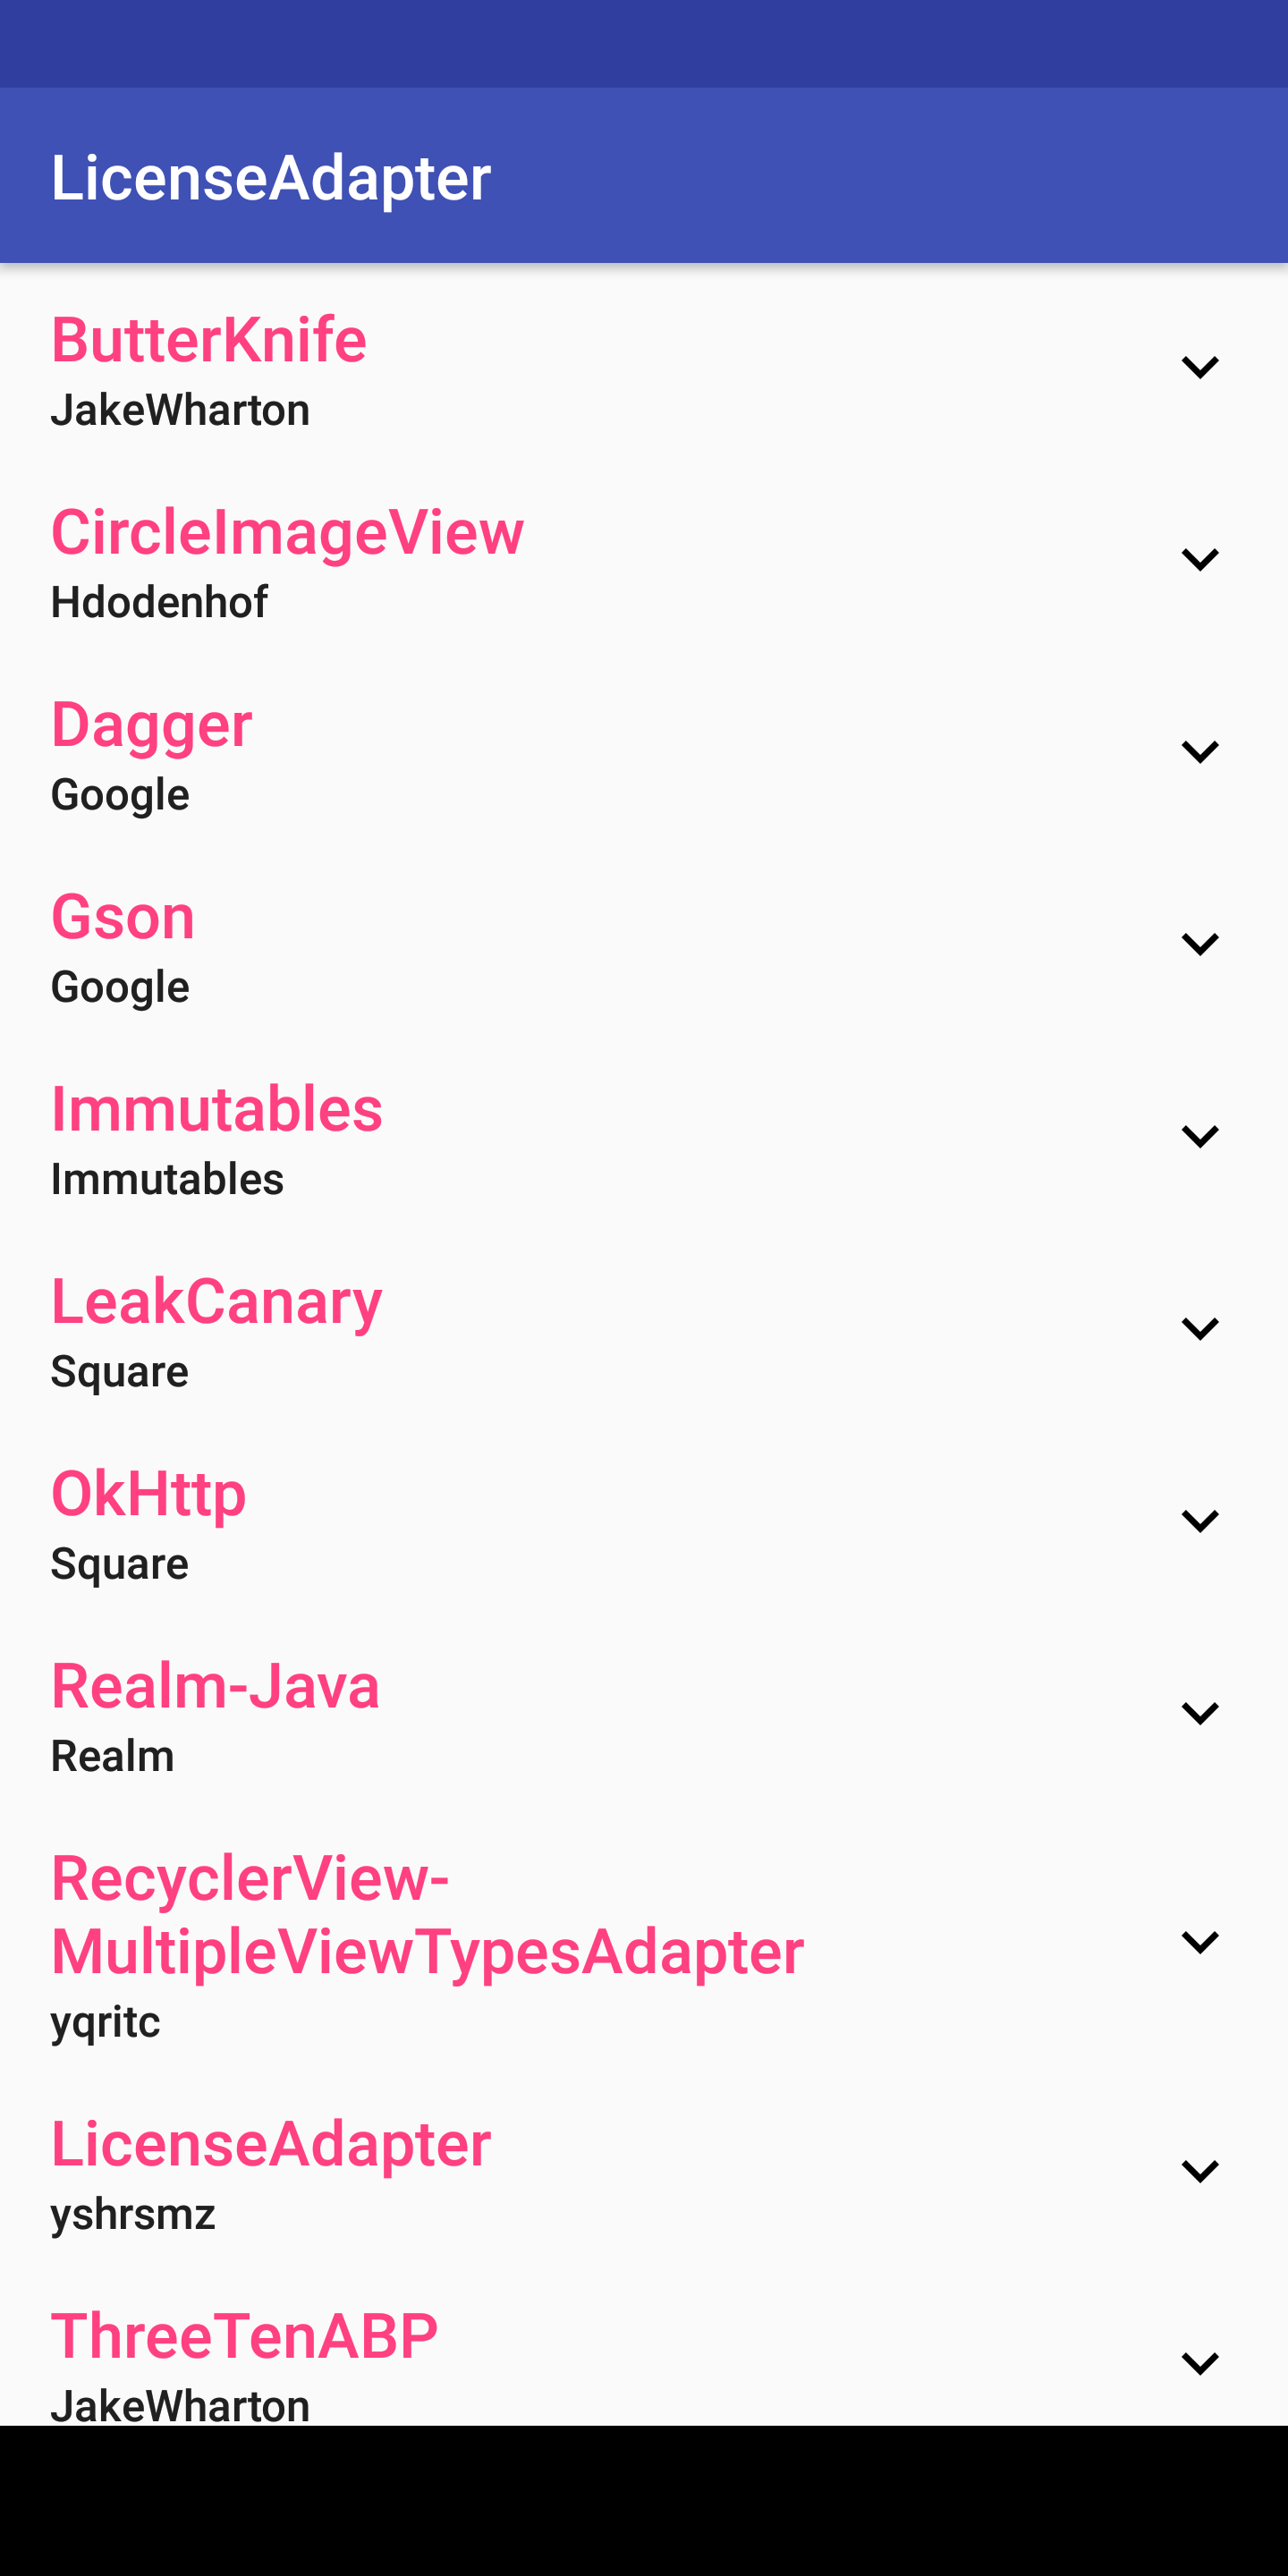 LicenseAdapter
ButterKnife
JakeWharton
CircleImageView
Hdodenhof
Dagger
Google
Gson
Google
Immutables
Immutables
LeakCanary
Square
OkHttp
Square
Realm-Java
Realm
RecyclerView-
MultipleViewTypesAdapter
yqritc
LicenseAdapter
yshrsmz
ThreeTenABP
JakeWharton